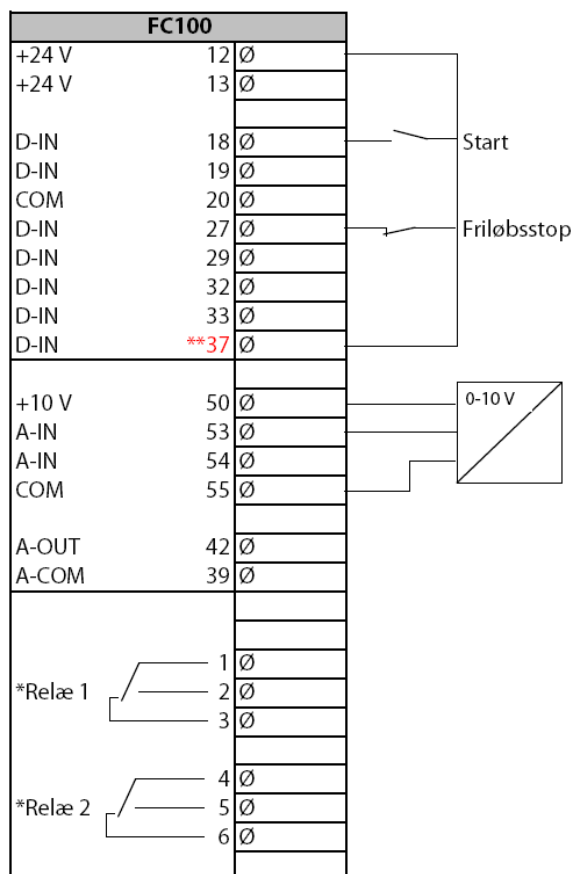 FC100
+24 V 12 Ø
+24 V 13 Ø
D-IN 18 Ø Start
D-IN 19 Ø
COM 20 Ø
D-IN 27 Ø Friløbsstop
D-IN 29 Ø
D-IN 32 Ø
D-IN 33 Ø
D-IN **37 Ø
+10 V 50 Ø 0-10 V
A-IN 53 Ø
A-IN 54 Ø
COM 55 Ø
A-OUT 42 Ø
A-COM 39 Ø
1 Ø
*Relæ 1 2 Ø
3 Ø
4 Ø
*Relæ 2 5 Ø
6 Ø